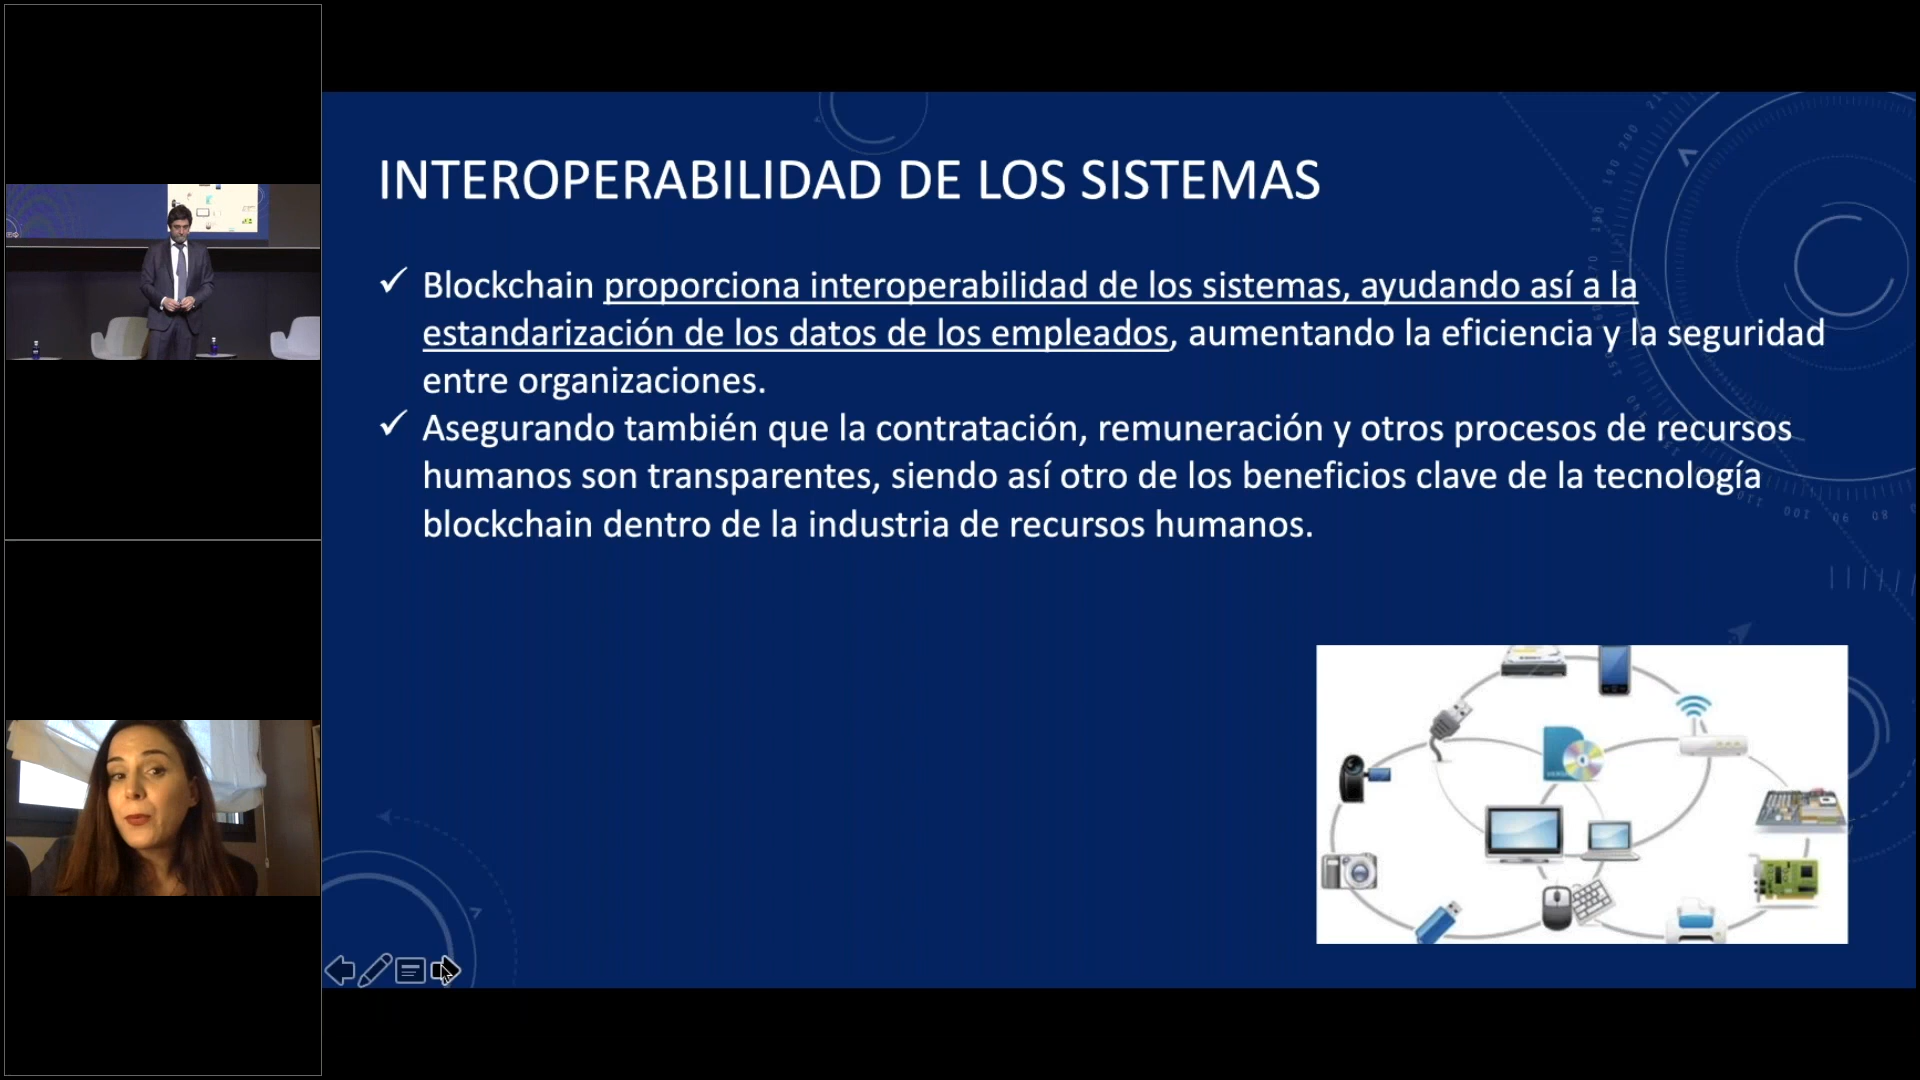 INTEROPERABILIDAD DE LOS SISTEMAS
✓ Blockchain proporciona interoperabilidad de los sistemas, ayudando así a la
estandarización de los datos de los empleados, aumentando la eficiencia y la seguridad
entre organizaciones.
✓ Asegurando también que la contratación, remuneración y otros procesos de recursos
humanos son transparentes, siendo así otro de los beneficios clave de la tecnología
blockchain dentro de la industria de recursos humanos.